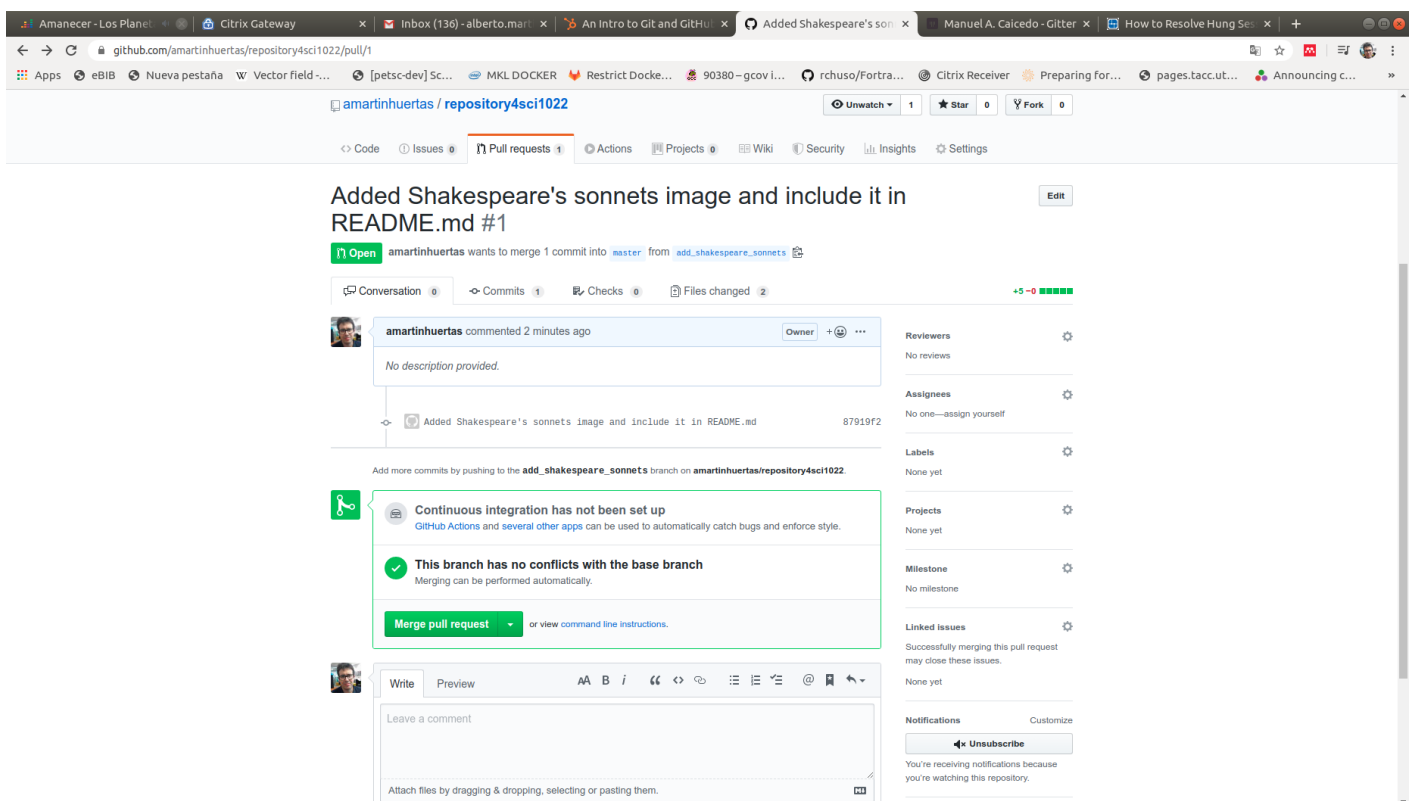 Amanecer - Los Planet
Citrix Gateway
Inbox (136) - alberto.mart
An Intro to Git and GitHu
Added Shakespeare's son
Manuel A. Caicedo - Gitter
How to Resolve Hung Ses
github.com/amartinhuertas/repository4sci1022/pull/1
Apps eBIB Nueva pestaña Vector field -... [petsc-dev] Sc... MKL DOCKER Restrict Docke... 90380 – gcov i... rchuso/Fortra... Citrix Receiver Preparing for... pages.tacc.ut... Announcing c... »
amartinhuertas / repository4sci1022
Unwatch 1 Star 0 Fork 0
Code Issues 0 Pull requests 1 Actions Projects 0 Wiki Security Insights Settings
Added Shakespeare's sonnets image and include it in
README.md #1
Edit
Open amartinhuertas wants to merge 1 commit into master from add_shakespeare_sonnets
Conversation 0 Commits 1 Checks 0 Files changed 2 +5 −0
amartinhuertas commented 2 minutes ago Owner + ...
No description provided.
Added Shakespeare's sonnets image and include it in README.md 87919f2
Add more commits by pushing to the add_shakespeare_sonnets branch on amartinhuertas/repository4sci1022.
Continuous integration has not been set up
GitHub Actions and several other apps can be used to automatically catch bugs and enforce style.
This branch has no conflicts with the base branch
Merging can be performed automatically.
Merge pull request or view command line instructions.
Write Preview AA B i “ <> @
Leave a comment
Attach files by dragging & dropping, selecting or pasting them.
Reviewers
No reviews
Assignees
No one—assign yourself
Labels
None yet
Projects
None yet
Milestone
No milestone
Linked issues
Successfully merging this pull request
may close these issues.
None yet
Notifications Customize
Unsubscribe
You're receiving notifications because
you're watching this repository.